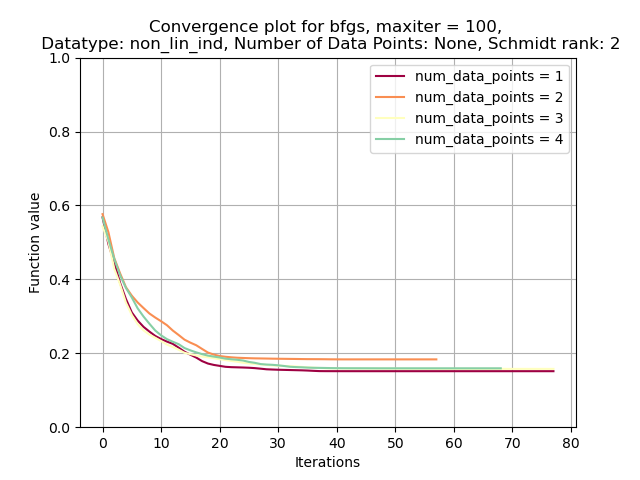 Convergence plot for bfgs, maxiter = 100,
Datatype: non_lin_ind, Number of Data Points: None, Schmidt rank: 2
1.0
0.8
0.6
0.4
0.2
0.0
Function value
num_data_points = 1
num_data_points = 2
num_data_points = 3
num_data_points = 4
0 10 20 30 40 50 60 70 80
Iterations